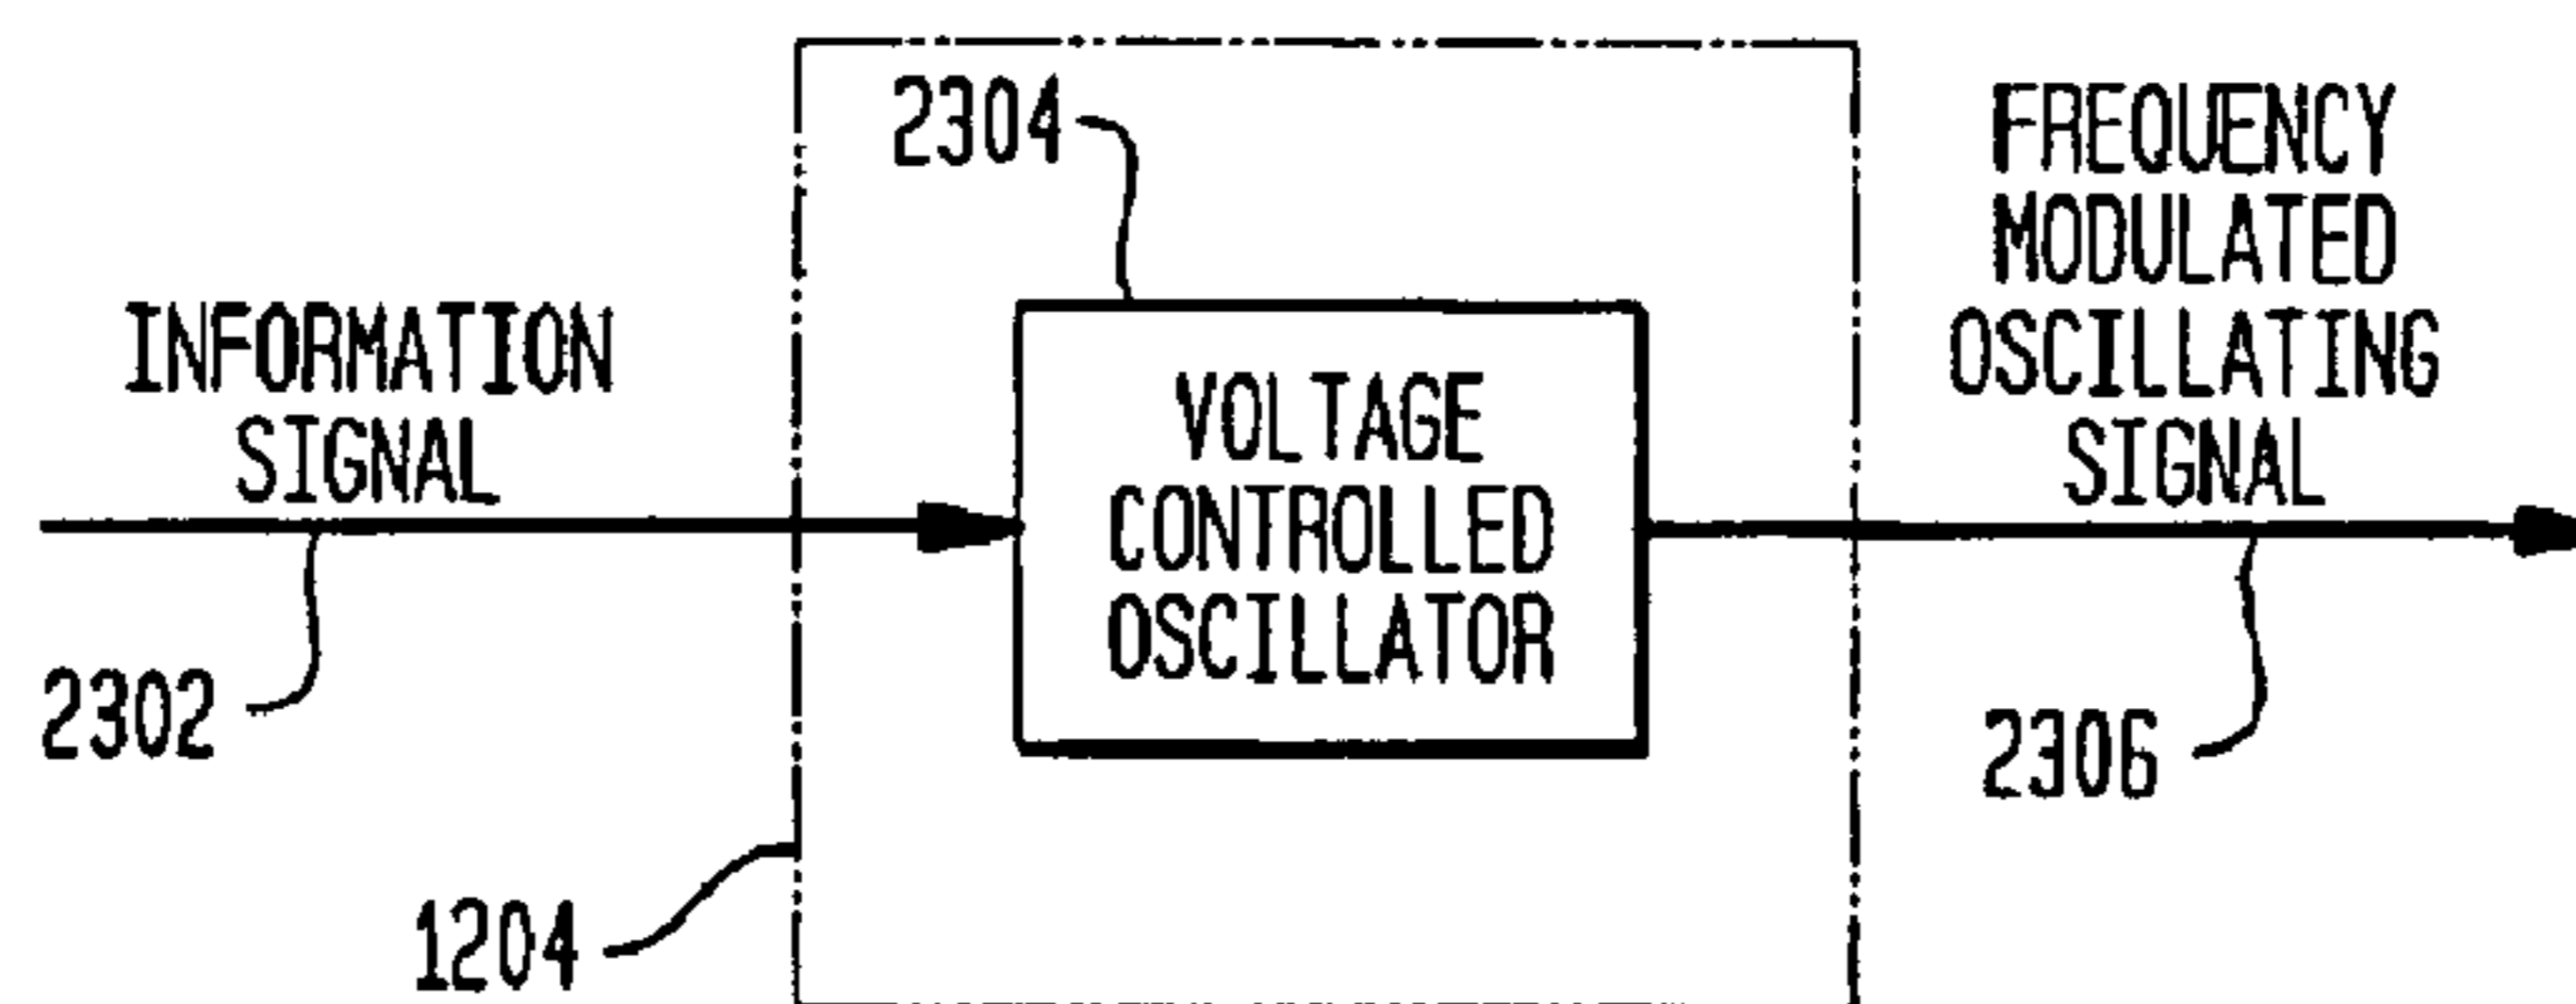 2304
FREQUENCY
MODULATED
OSCILLATING
SIGNAL
INFORMATION
SIGNAL
VOLTAGE
CONTROLLED
OSCILLATOR
2302
2306
1204